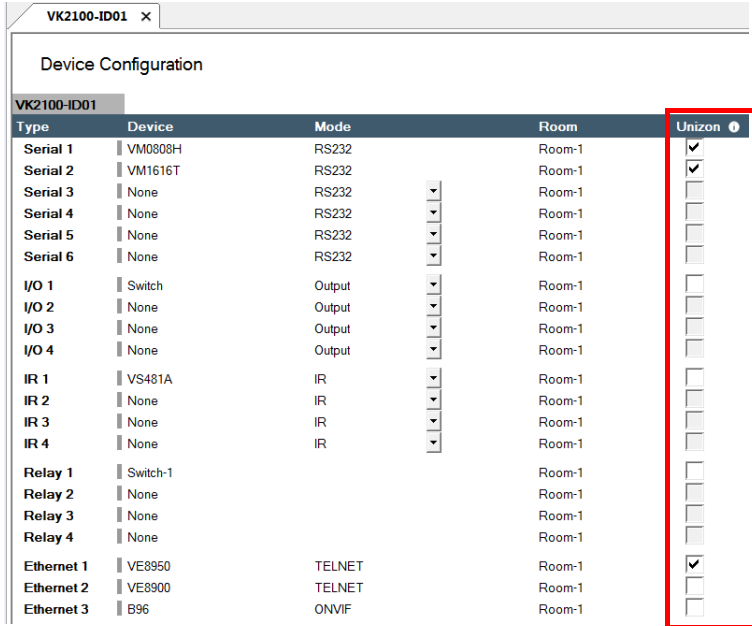 VK2100-ID01 ×
Device Configuration
VK2100-ID01
Type Device Mode Room Unizon i
Serial 1 VM0808H RS232 Room-1
Serial 2 VM1616T RS232 Room-1
Serial 3 None RS232 Room-1
Serial 4 None RS232 Room-1
Serial 5 None RS232 Room-1
Serial 6 None RS232 Room-1
I/O 1 Switch Output Room-1
I/O 2 None Output Room-1
I/O 3 None Output Room-1
I/O 4 None Output Room-1
IR 1 VS481A IR Room-1
IR 2 None IR Room-1
IR 3 None IR Room-1
IR 4 None IR Room-1
Relay 1 Switch-1 Room-1
Relay 2 None Room-1
Relay 3 None Room-1
Relay 4 None Room-1
Ethernet 1 VE8950 TELNET Room-1
Ethernet 2 VE8900 TELNET Room-1
Ethernet 3 B96 ONVIF Room-1